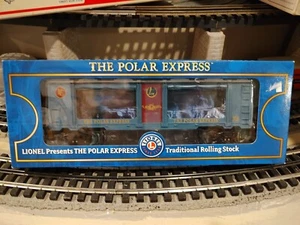 THE POLAR EXPRESS
LIONEL Presents THE POLAR EXPRESS
LIONEL
Traditional Rolling Stock